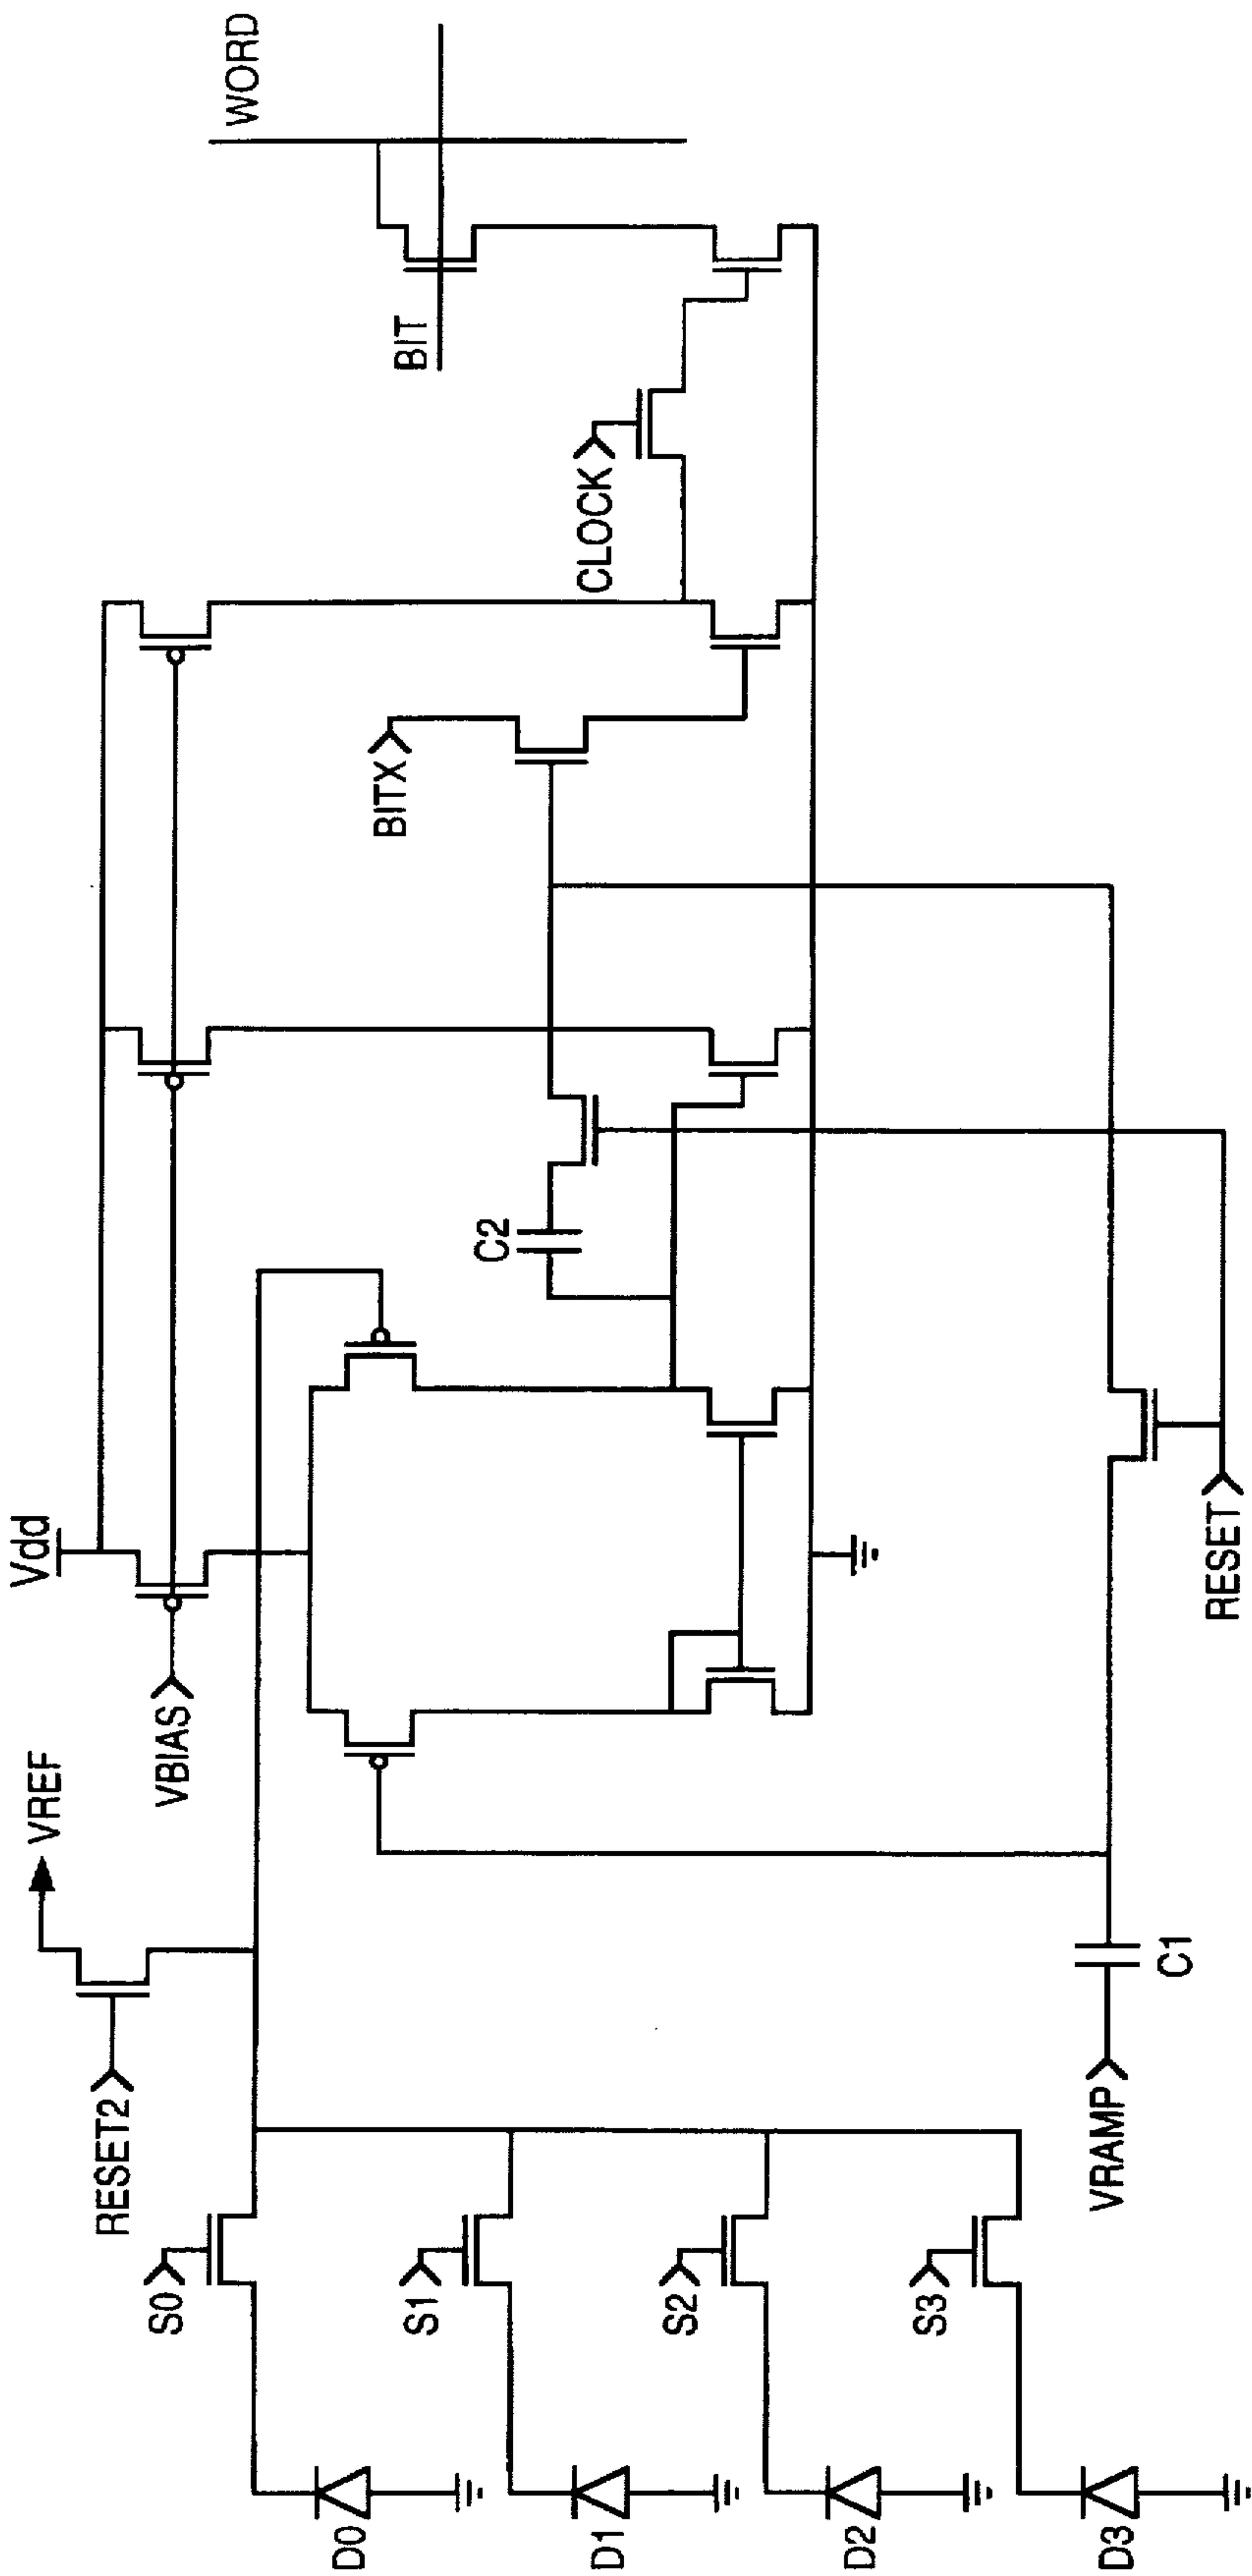 VREF
RESET2
VBIAS
Vdd
S0
D0
S1
D1
S2
D2
S3
D3
VRAMP
C1
C2
RESET
BITX
CLOCK
BIT
WORD